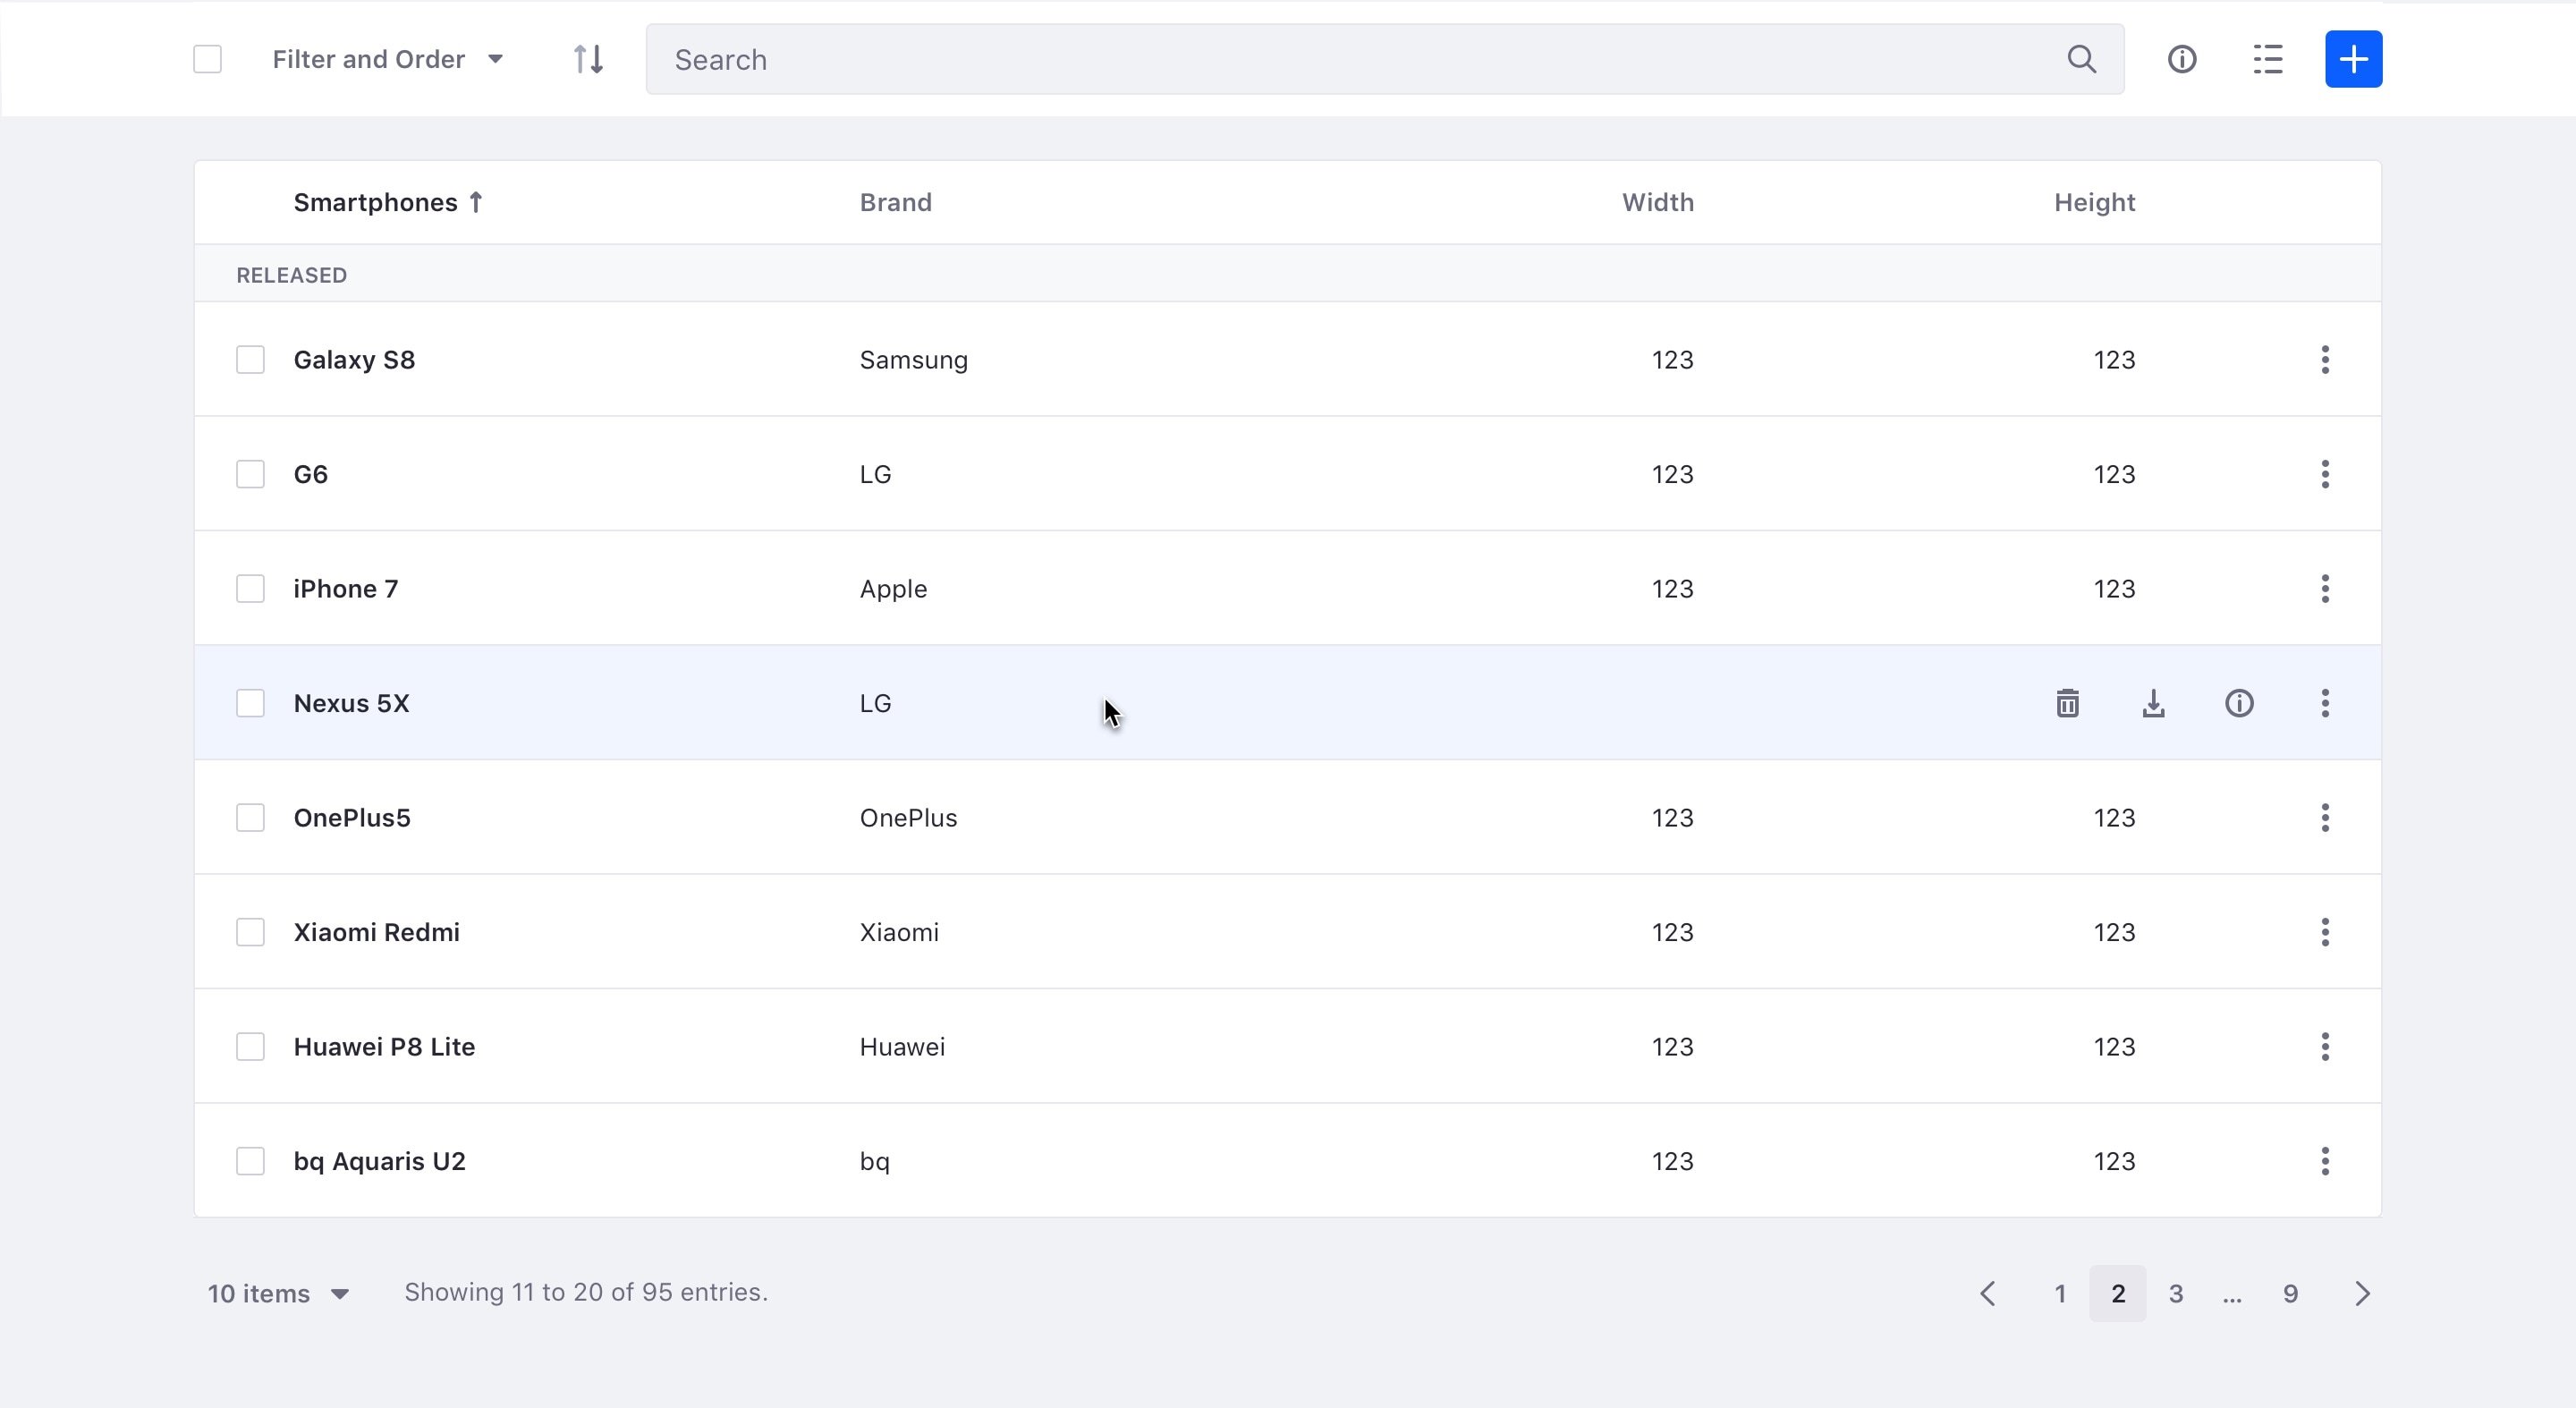 Filter and Order
Search
Smartphones Brand Width Height
RELEASED
Galaxy S8 Samsung 123 123
G6 LG 123 123
iPhone 7 Apple 123 123
Nexus 5X LG
OnePlus5 OnePlus 123 123
Xiaomi Redmi Xiaomi 123 123
Huawei P8 Lite Huawei 123 123
bq Aquaris U2 bq 123 123
10 items Showing 11 to 20 of 95 entries. 1 2 3 ... 9